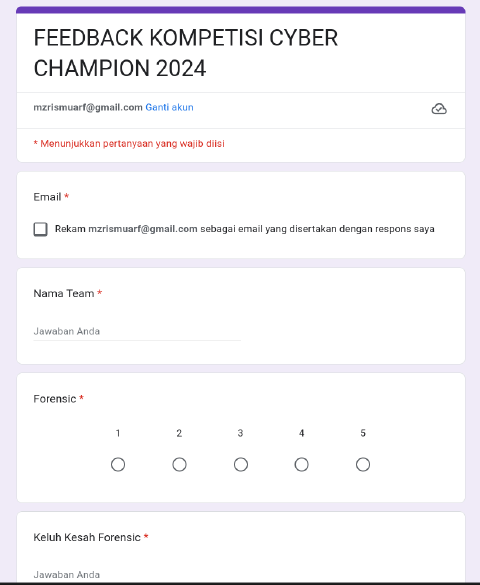 FEEDBACK KOMPETISI CYBER
CHAMPION 2024
mzrismuarf@gmail.com Ganti akun
* Menunjukkan pertanyaan yang wajib diisi
Email *
Rekam mzrismuarf@gmail.com sebagai email yang disertakan dengan respons saya
Nama Team *
Jawaban Anda
Forensic *
1 2 3 4 5
Keluh Kesah Forensic *
Jawaban Anda